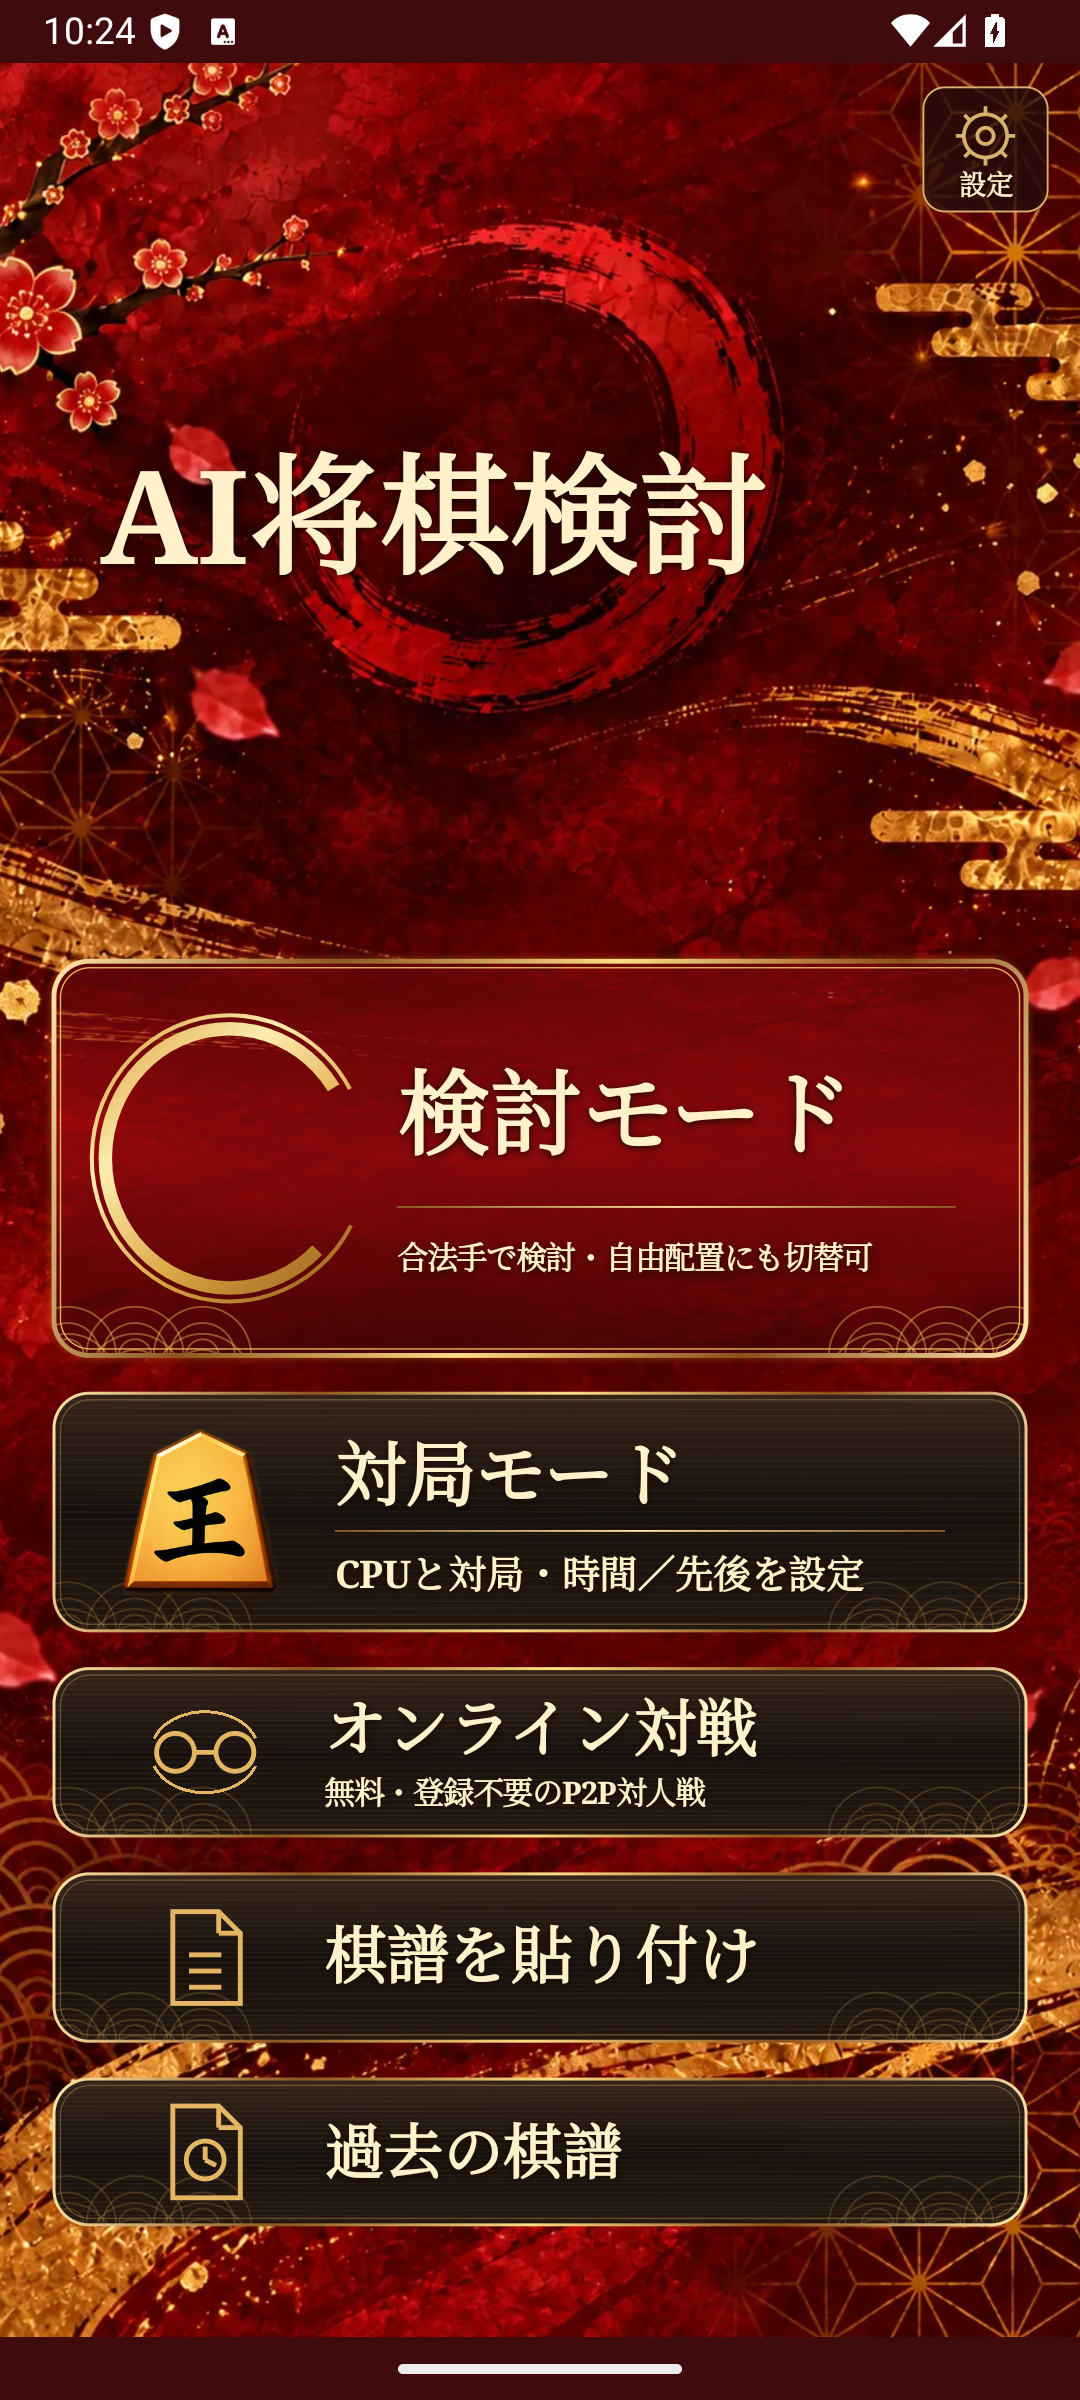 10:24
設定
AI将棋検討
検討モード
合法手で検討・自由配置にも切替可
王
対局モード
CPUと対局・時間／先後を設定
オンライン対戦
無料・登録不要のP2P対人戦
棋譜を貼り付け
過去の棋譜